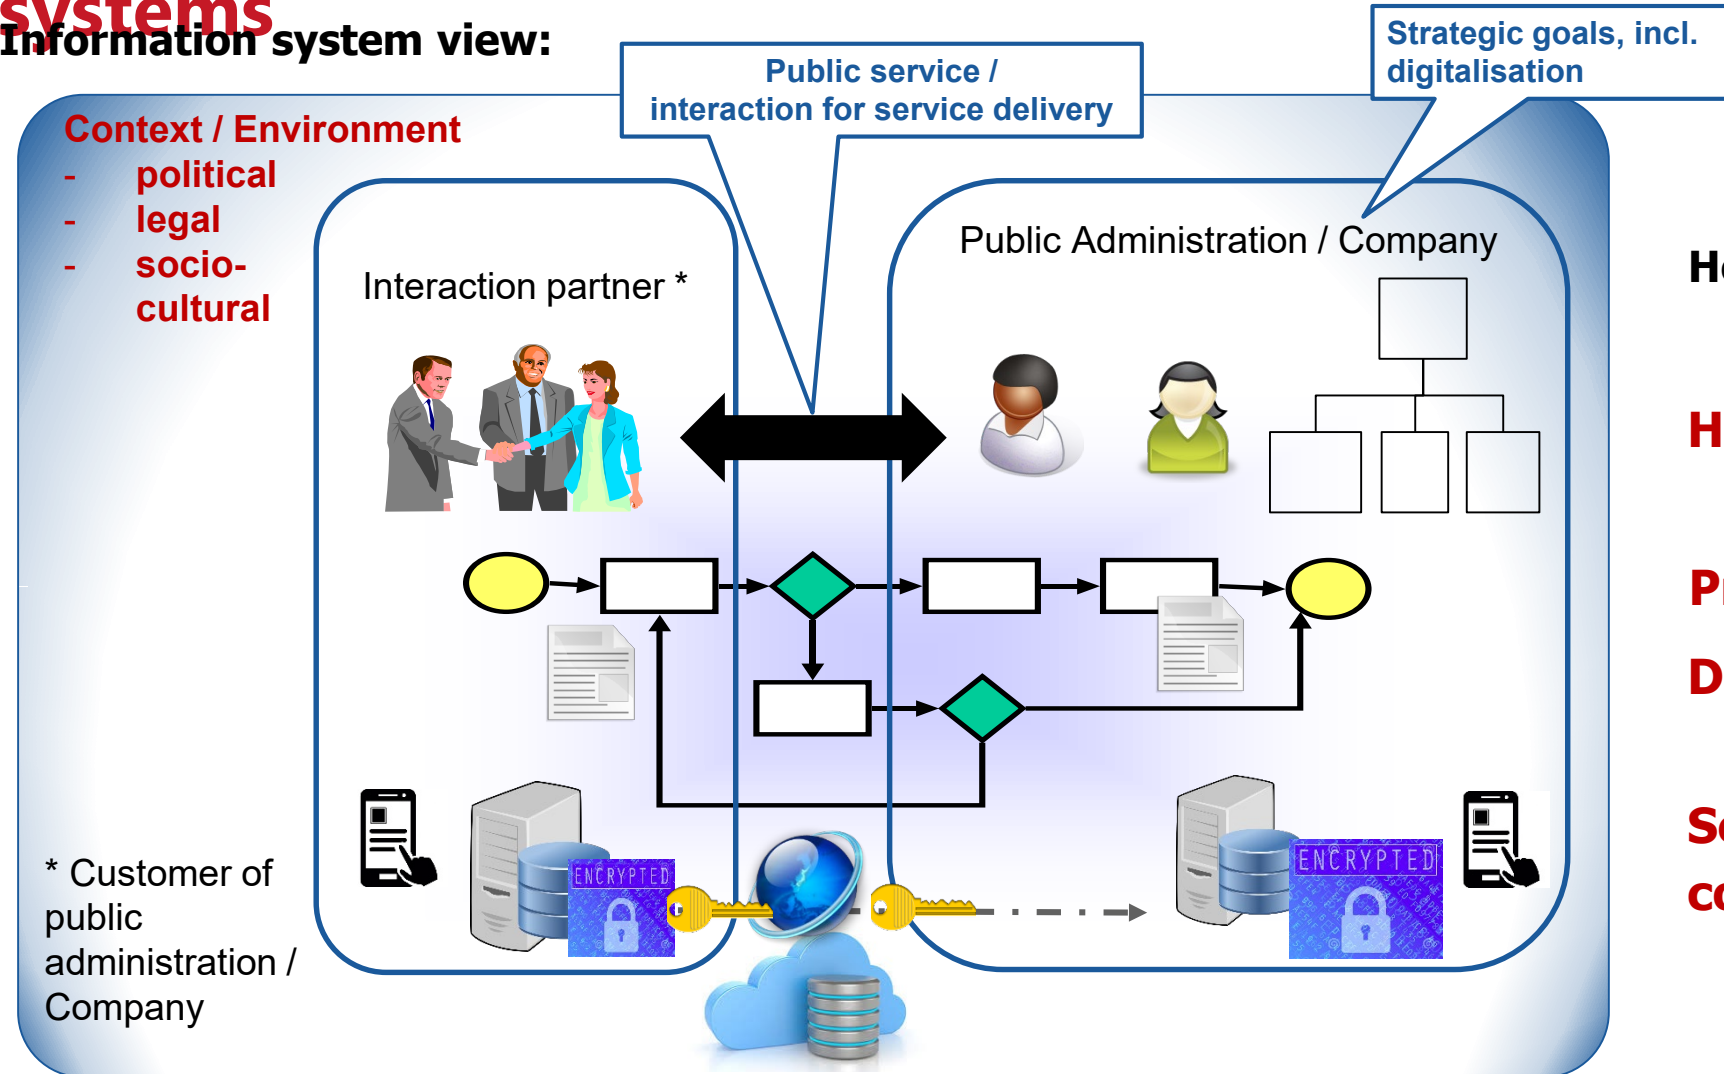 systems
Information system view:
Strategic goals, incl.
digitalisation
Public service /
interaction for service delivery
Context / Environment
- political
- legal
- socio-
cultural
Public Administration / Company
Interaction partner *
ENCRYPTED
ENCRYPTED
* Customer of
public
administration /
Company